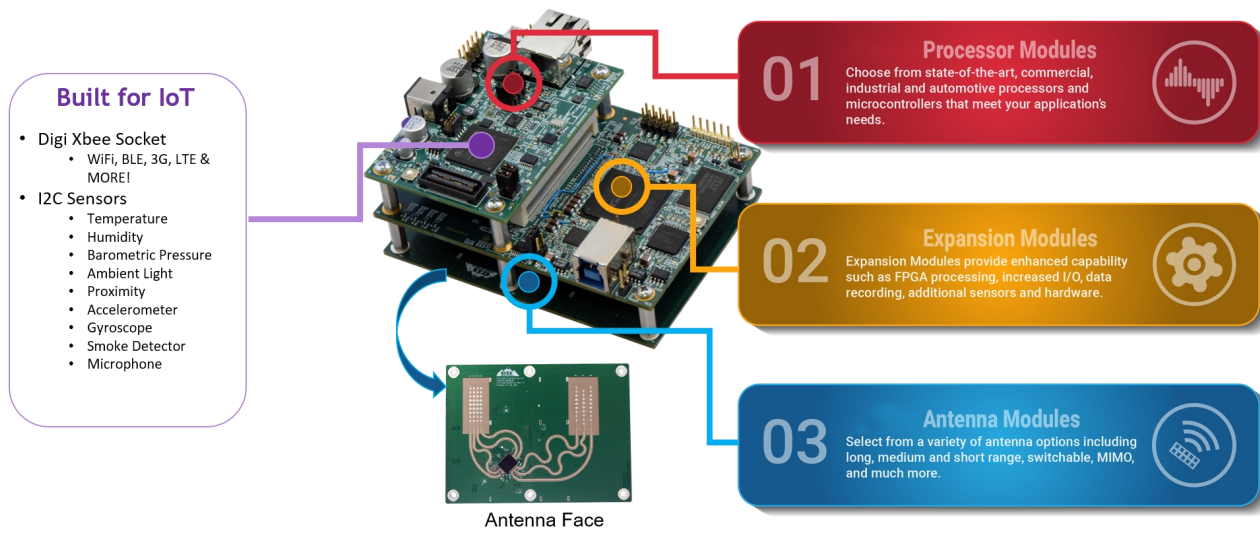 Built for IoT
• Digi Xbee Socket
• WiFi, BLE, 3G, LTE &
MORE!
• I2C Sensors
• Temperature
• Humidity
• Barometric Pressure
• Ambient Light
• Proximity
• Accelerometer
• Gyroscope
• Smoke Detector
• Microphone
01
Processor Modules
Choose from state-of-the-art, commercial,
industrial and automotive processors and
microcontrollers that meet your application's
needs.
02
Expansion Modules
Expansion Modules provide enhanced capability
such as FPGA processing, increased I/O, data
recording, additional sensors and hardware.
03
Antenna Modules
Select from a variety of antenna options including
long, medium and short range, switchable, MIMO,
and much more.
Antenna Face